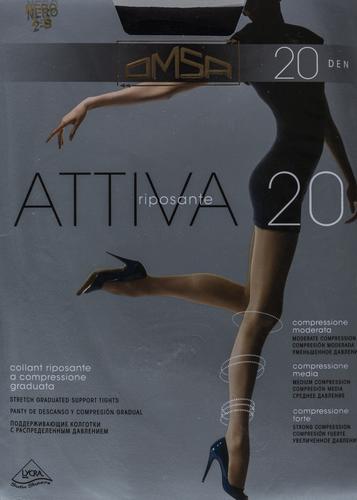 NERO
NERO
2-S
OMSA
20 DEN
ATTIVA 20
riposante
compressione
moderata
MODERATE COMPRESSION
COMPRESIÓN MODERADA
УМЕНЬШЕННОЕ ДАВЛЕНИЕ
compressione
media
MEDIUM COMPRESSION
COMPRESIÓN MEDIA
СРЕДНЕЕ ДАВЛЕНИЕ
compressione
forte
STRONG COMPRESSION
COMPRESIÓN FUERTE
УВЕЛИЧЕННОЕ ДАВЛЕНИЕ
collant riposante
a compressione
graduata
STRETCH GRADUATED SUPPORT TIGHTS
PANTY DE DESCANSO Y COMPRESIÓN GRADUAL
ПОДДЕРЖИВАЮЩИЕ КОЛГОТКИ
С РАСПРЕДЕЛЕННЫМ ДАВЛЕНИЕМ
LYCRA